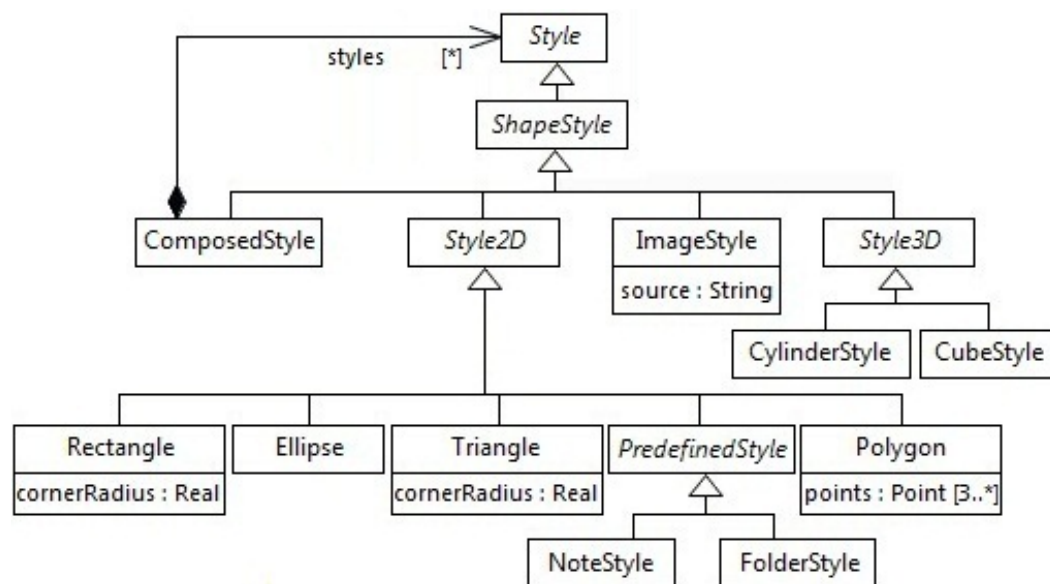 Style
styles [*]
ShapeStyle
ComposedStyle Style2D ImageStyle Style3D
source : String
CylinderStyle CubeStyle
Rectangle Ellipse Triangle PredefinedStyle Polygon
cornerRadius : Real cornerRadius : Real points : Point [3..*]
NoteStyle FolderStyle